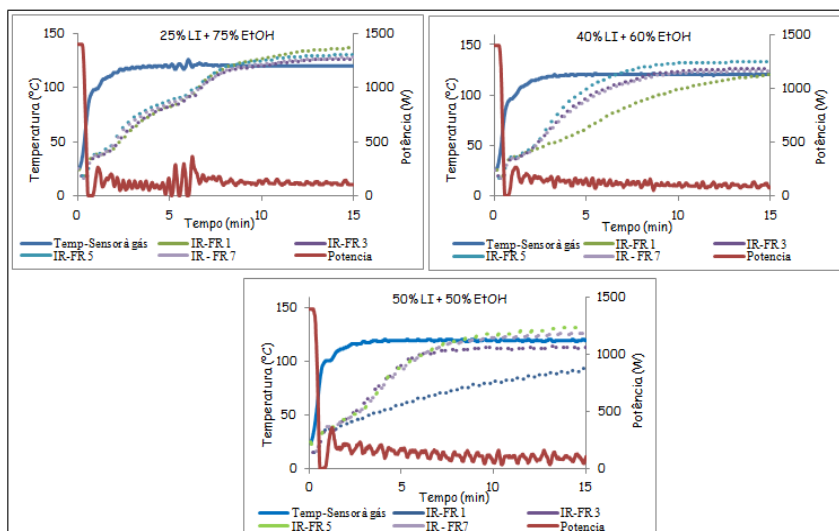 25% LI + 75% EtOH
150
100
50
0
Temperatura (ºC)
1500
1000
500
0
Potência (W)
0
5
10
15
Tempo (min)
Temp-Sensor à gás
IR-FR 1
IR-FR 3
IR-FR 5
IR - FR 7
Potencia
40% LI + 60% EtOH
150
100
50
0
Temperatura (ºC)
1500
1000
500
0
Potência (W)
0
5
10
15
Tempo (min)
Temp-Sensor à gás
IR-FR 1
IR-FR 3
IR-FR 5
IR - FR 7
Potencia
50% LI + 50% EtOH
150
100
50
0
Temperatura (ºC)
1500
1000
500
0
Potência (W)
0
5
10
15
Tempo (min)
Temp-Sensor à gás
IR-FR 1
IR-FR 3
IR-FR 5
IR - FR7
Potencia